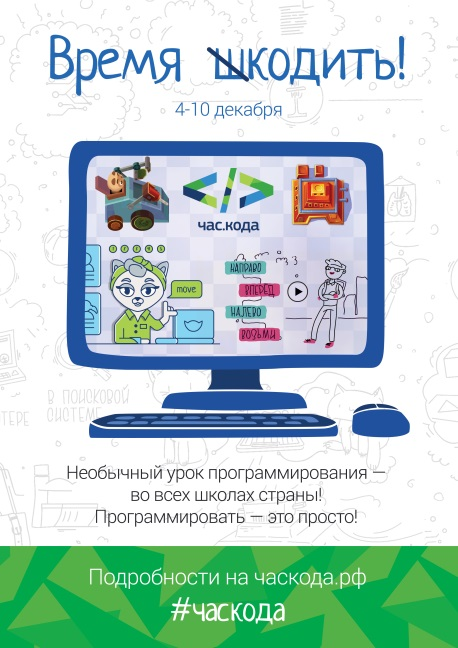 Время шкодить!
4-10 декабря
</>
час.кода
move
НАПРАВО
ВПЕРЕД
НАЛЕВО
ВОЗЬМИ
В ПОИСКОВОЙ
СИСТЕМЕ
ТЕРЕ
Необычный урок программирования —
во всех школах страны!
Программировать — это просто!
Подробности на часкода.рф
#часкода